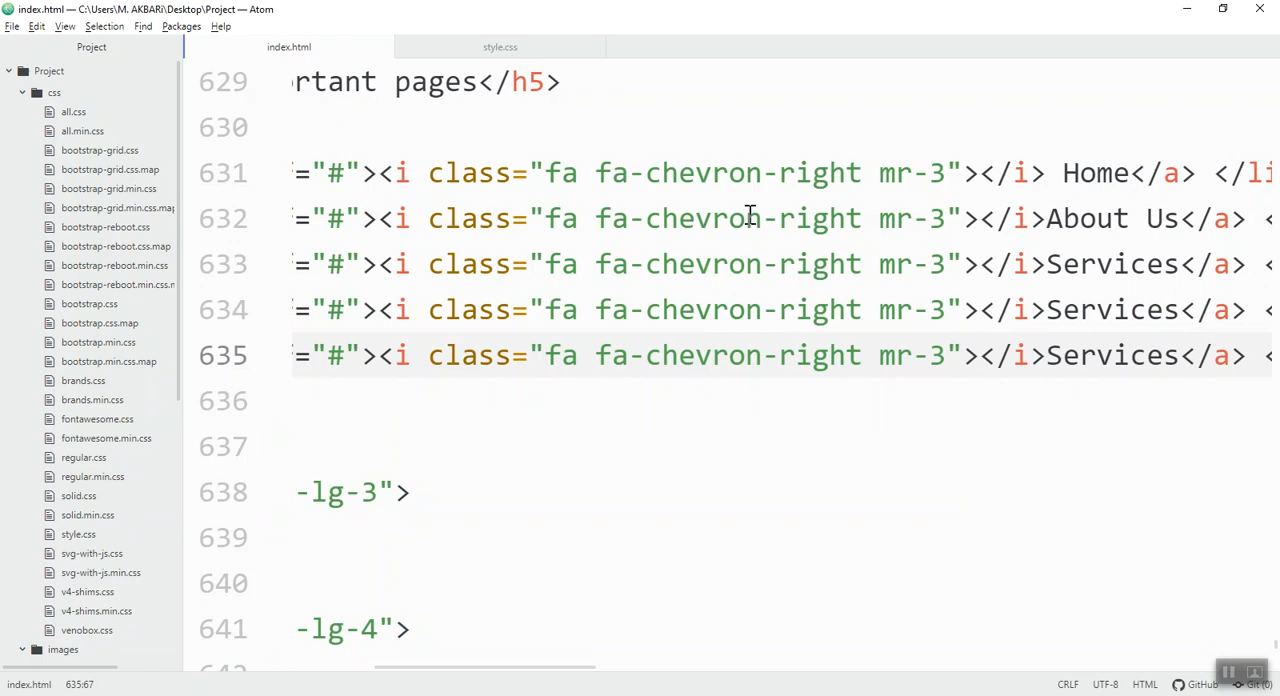 index.html — C:\Users\M. AKBARi\Desktop\Project — Atom
File Edit View Selection Find Packages Help
Project
index.html
style.css
Project
css
all.css
all.min.css
bootstrap-grid.css
bootstrap-grid.css.map
bootstrap-grid.min.css
bootstrap-grid.min.css.map
bootstrap-reboot.css
bootstrap-reboot.css.map
bootstrap-reboot.min.css
bootstrap-reboot.min.css.n
bootstrap.css
bootstrap.css.map
bootstrap.min.css
bootstrap.min.css.map
brands.css
brands.min.css
fontawesome.css
fontawesome.min.css
regular.css
regular.min.css
solid.css
solid.min.css
style.css
svg-with-js.css
svg-with-js.min.css
v4-shims.css
v4-shims.min.css
venobox.css
images
629 rtant pages</h5>
630
631 ="#"><i class="fa fa-chevron-right mr-3"></i> Home</a> </li
632 ="#"><i class="fa fa-chevron-right mr-3"></i>About Us</a> <
633 ="#"><i class="fa fa-chevron-right mr-3"></i>Services</a> <
634 ="#"><i class="fa fa-chevron-right mr-3"></i>Services</a> <
635 ="#"><i class="fa fa-chevron-right mr-3"></i>Services</a> <
636
637
638 -lg-3">
639
640
641 -lg-4">
index.html 635:67
CRLF UTF-8 HTML GitHub Git (0)